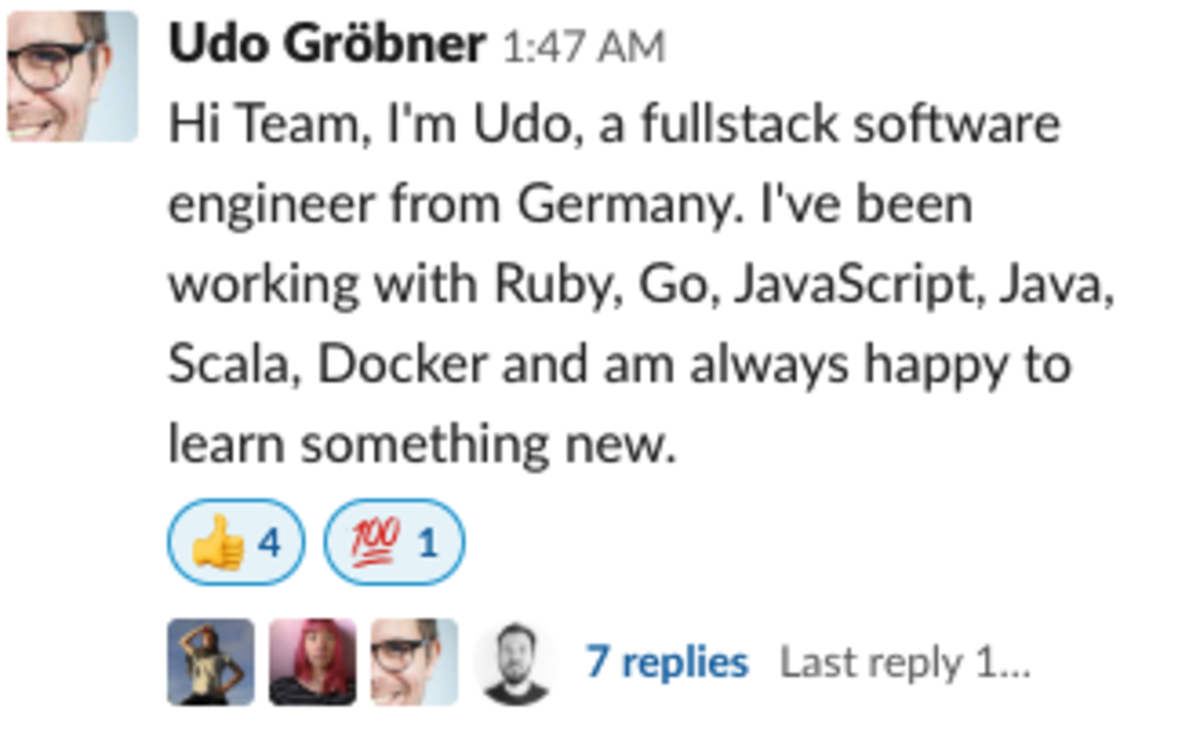 Udo Gröbner 1:47 AM
Hi Team, I'm Udo, a fullstack software
engineer from Germany. I've been
working with Ruby, Go, JavaScript, Java,
Scala, Docker and am always happy to
learn something new.
👍 4 💯 1
7 replies Last reply 1...